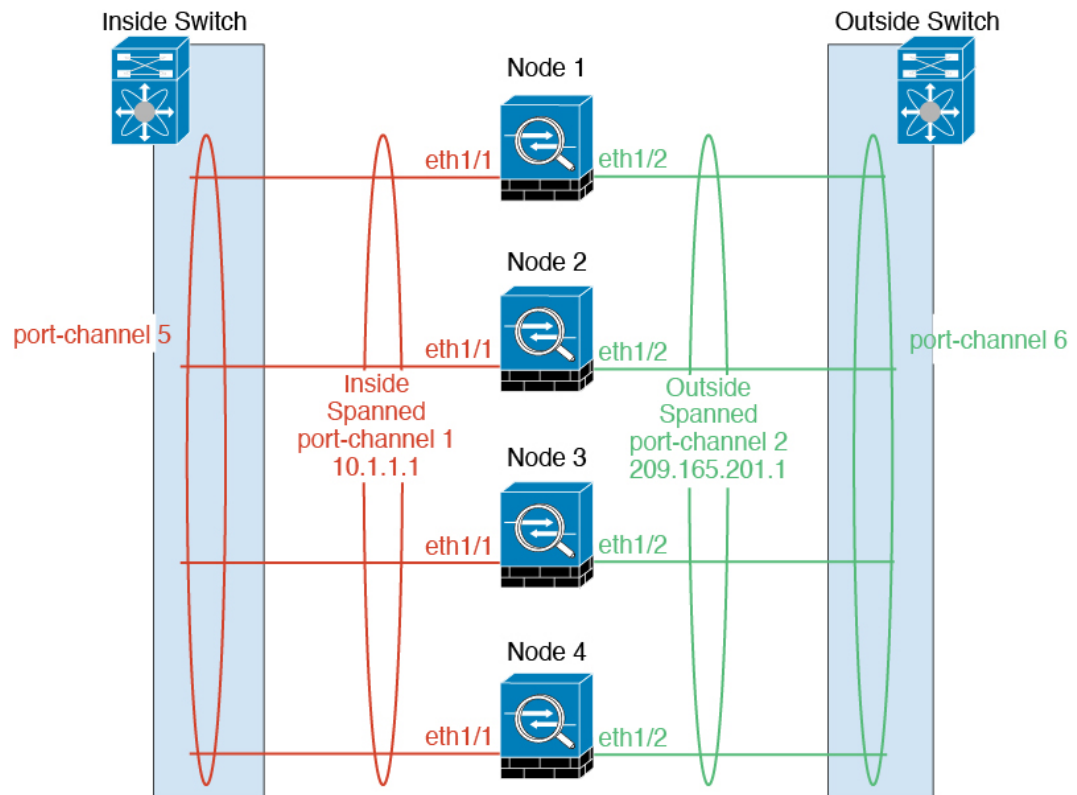 Inside Switch
Outside Switch
Node 1
eth1/1
eth1/2
Node 2
port-channel 5
eth1/1
eth1/2
port-channel 6
Inside
Spanned
port-channel 1
10.1.1.1
Outside
Spanned
port-channel 2
209.165.201.1
Node 3
eth1/1
eth1/2
Node 4
eth1/1
eth1/2